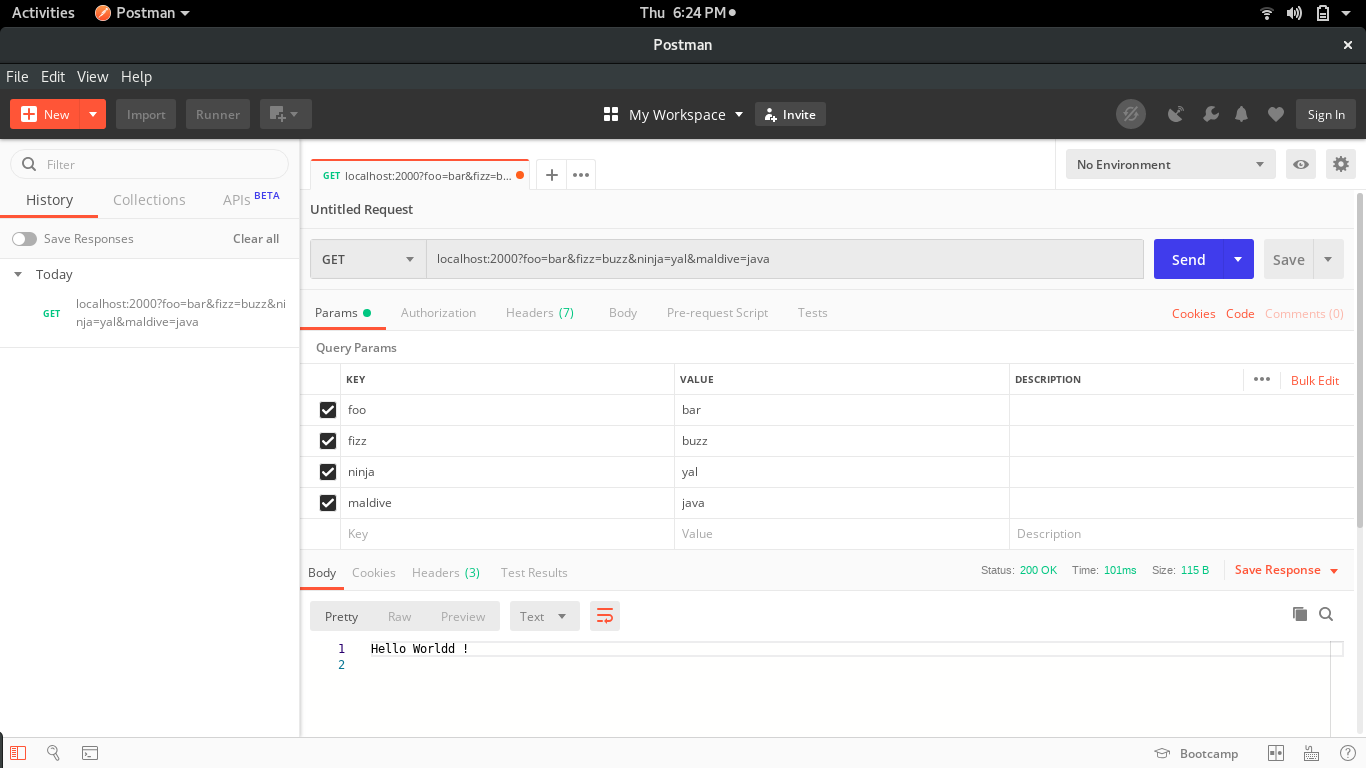 Activities Postman Thu 6:24 PM
Postman
File Edit View Help
New Import Runner My Workspace Invite Sign In
Filter
GET localhost:2000?foo=bar&fizz=b...
No Environment
History Collections APIs BETA
Untitled Request
Save Responses Clear all
GET localhost:2000?foo=bar&fizz=buzz&ninja=yal&maldive=java Send Save
Today
GET localhost:2000?foo=bar&fizz=buzz&ni
nja=yal&maldive=java
Params Authorization Headers (7) Body Pre-request Script Tests Cookies Code Comments (0)
Query Params
KEY VALUE DESCRIPTION Bulk Edit
foo bar
fizz buzz
ninja yal
maldive java
Key Value Description
Body Cookies Headers (3) Test Results Status: 200 OK Time: 101ms Size: 115 B Save Response
Pretty Raw Preview Text
1 Hello Worldd !
2
Bootcamp